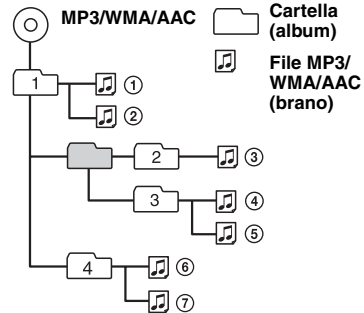 MP3/WMA/AAC
Cartella
(album)
File MP3/
WMA/AAC
(brano)
1
①
②
2
③
3
④
⑤
4
⑥
⑦